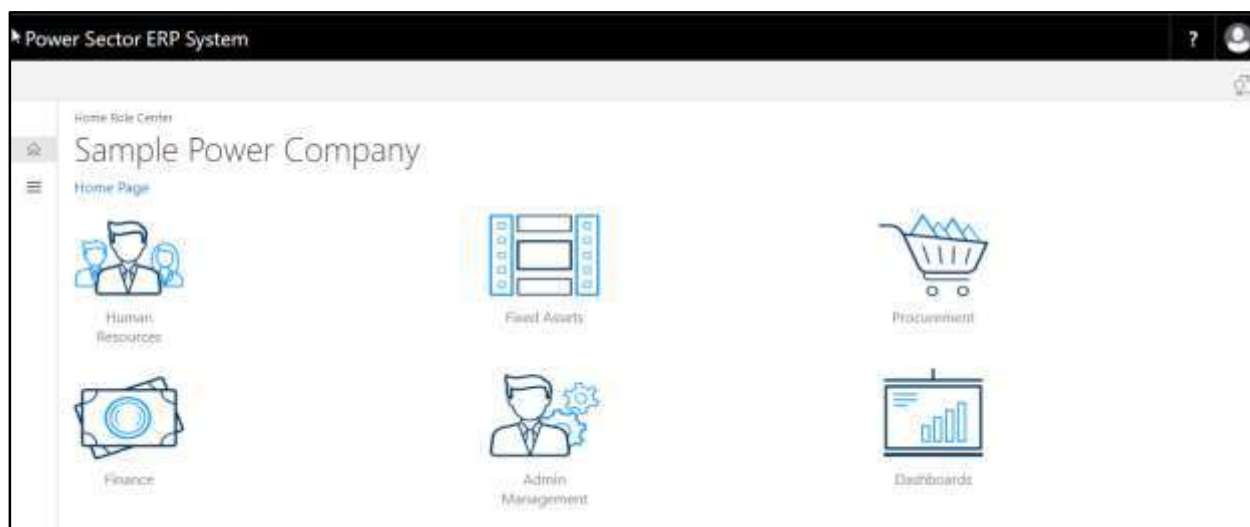 Power Sector ERP System
?
Home Role Center
Sample Power Company
Home Page
Human
Resources
Fixed Assets
Procurement
Finance
Admin
Management
Dashboards